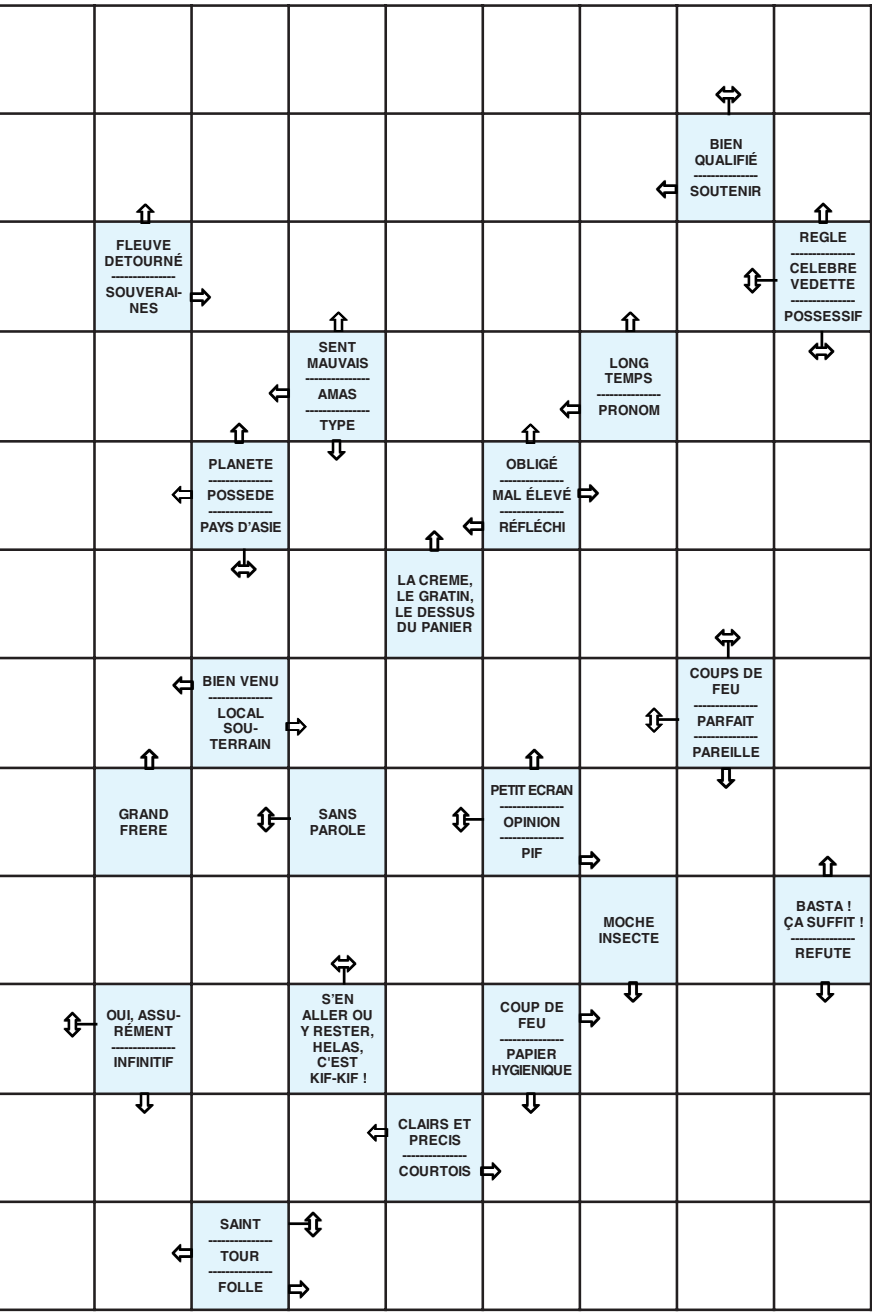 BIEN
QUALIFIÉ
---------------
SOUTENIR
FLEUVE
DETOURNÉ
---------------
SOUVERAI-
NES
REGLE
---------------
CELEBRE
VEDETTE
---------------
POSSESSIF
SENT
MAUVAIS
---------------
AMAS
---------------
TYPE
LONG
TEMPS
---------------
PRONOM
PLANETE
---------------
POSSEDE
---------------
PAYS D'ASIE
OBLIGÉ
---------------
MAL ÉLEVÉ
---------------
RÉFLÉCHI
LA CREME,
LE GRATIN,
LE DESSUS
DU PANIER
BIEN VENU
---------------
LOCAL
SOU-
TERRAIN
COUPS DE
FEU
---------------
PARFAIT
---------------
PAREILLE
GRAND
FRERE
SANS
PAROLE
PETIT ECRAN
---------------
OPINION
---------------
PIF
MOCHE
INSECTE
BASTA !
ÇA SUFFIT !
---------------
REFUTE
OUI, ASSU-
RÉMENT
---------------
INFINITIF
S'EN
ALLER OU
Y RESTER,
HELAS,
C'EST
KIF-KIF !
COUP DE
FEU
---------------
PAPIER
HYGIENIQUE
CLAIRS ET
PRECIS
---------------
COURTOIS
SAINT
---------------
TOUR
---------------
FOLLE